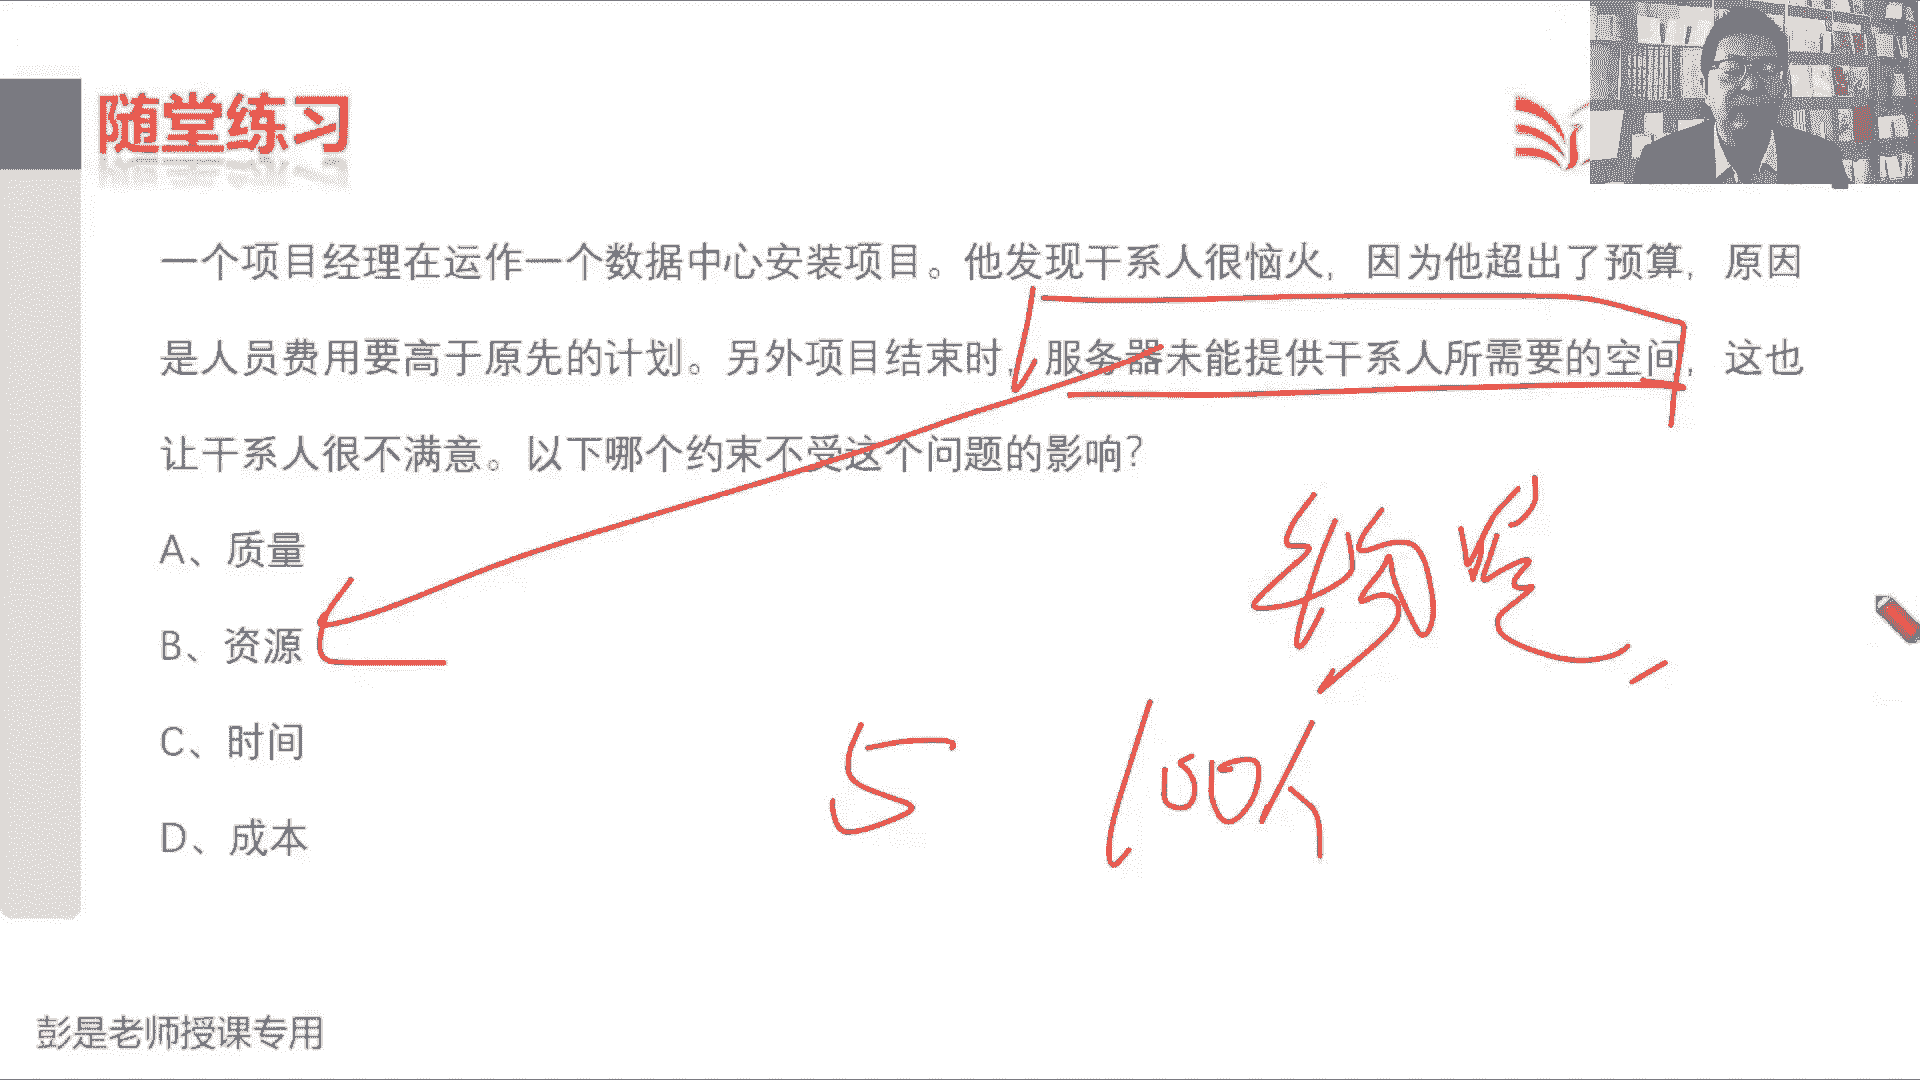 随堂练习
一个项目经理在运作一个数据中心安装项目。他发现干系人很恼火，因为他超出了预算，原因
是人员费用要高于原先的计划。另外项目结束时，服务器未能提供干系人所需要的空间，这也
让干系人很不满意。以下哪个约束不受这个问题的影响？
A、质量
B、资源
C、时间
D、成本
5 100个
彭是老师授课专用